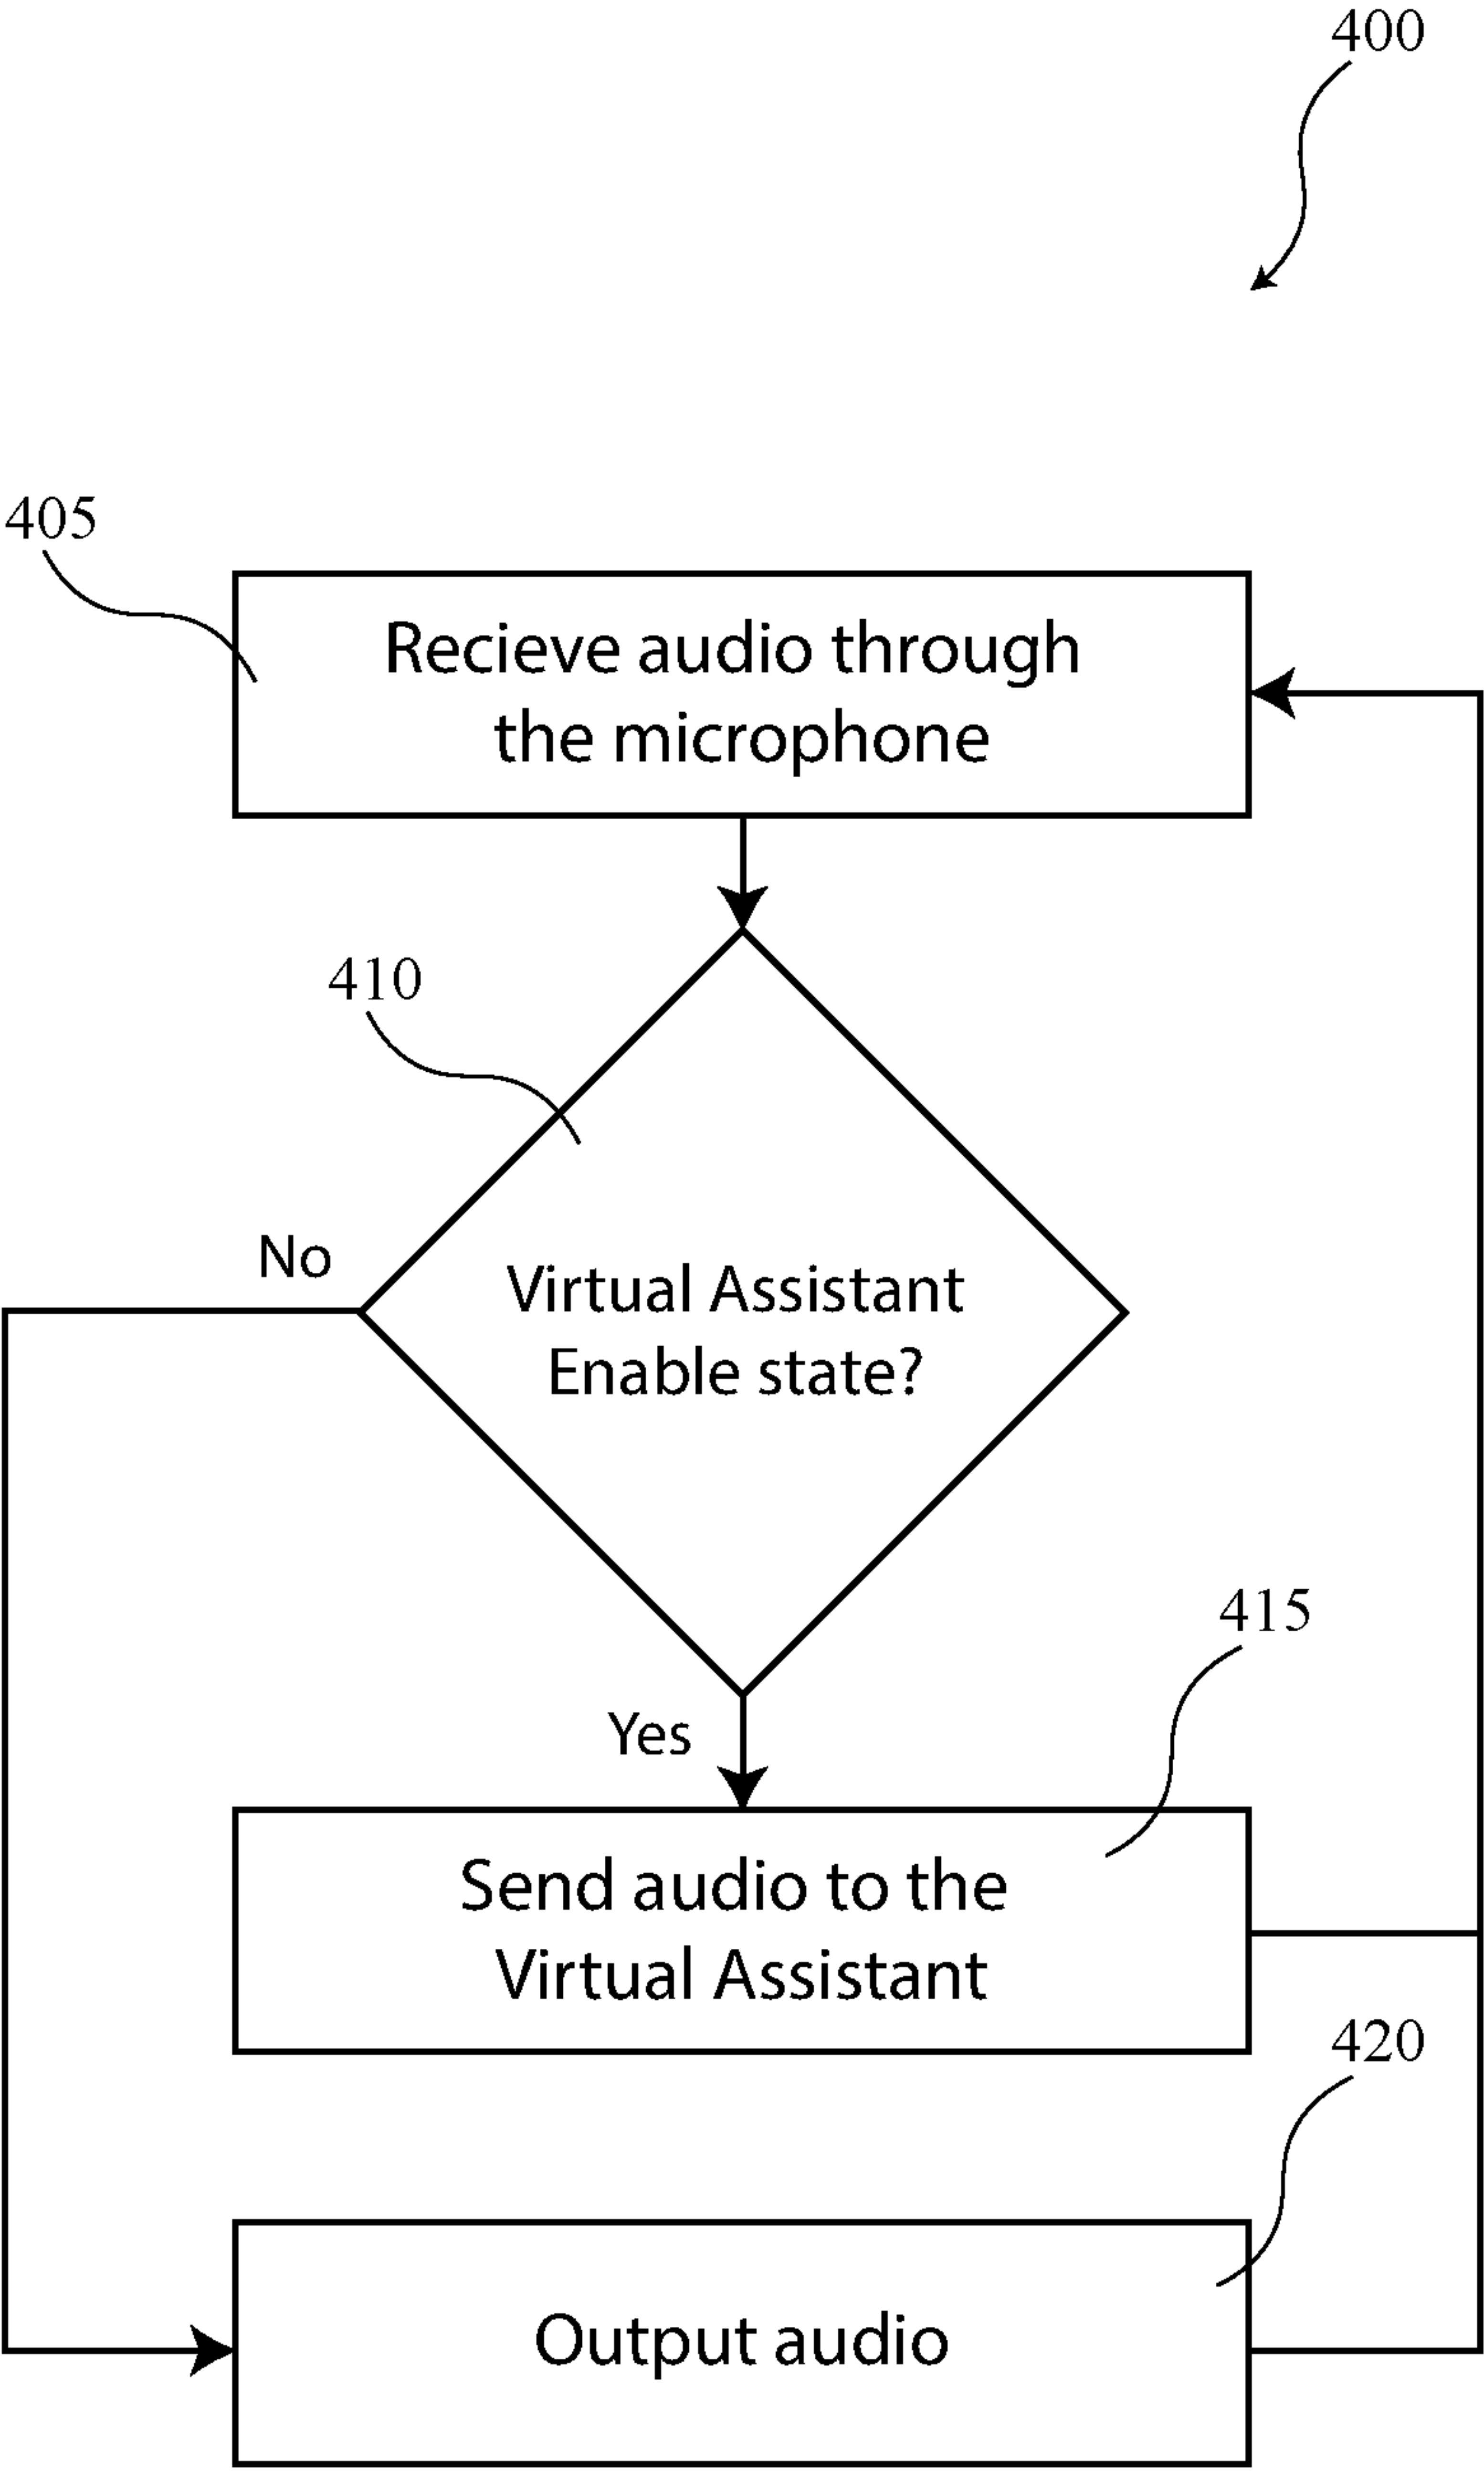 400
405
Recieve audio through
the microphone
410
No
Virtual Assistant
Enable state?
415
Yes
Send audio to the
Virtual Assistant
420
Output audio